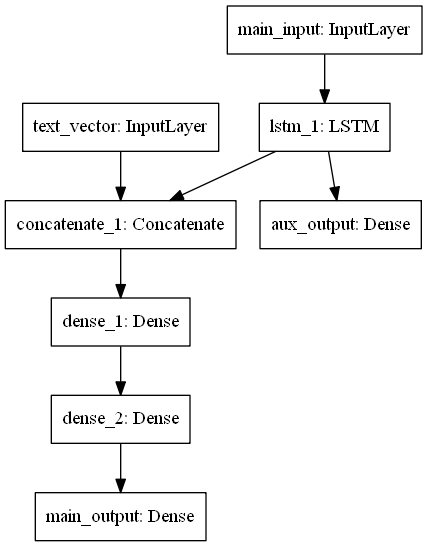 main_input: InputLayer
text_vector: InputLayer
lstm_1: LSTM
concatenate_1: Concatenate
aux_output: Dense
dense_1: Dense
dense_2: Dense
main_output: Dense